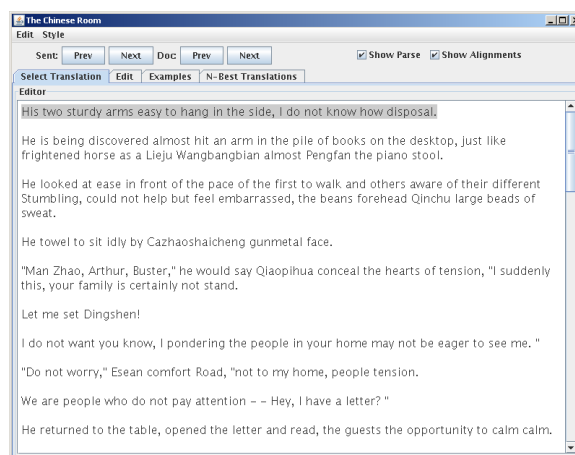 The Chinese Room
Edit Style
Sent: Prev Next Doc: Prev Next Show Parse Show Alignments
Select Translation Edit Examples N-Best Translations
Editor
His two sturdy arms easy to hang in the side, I do not know how disposal.
He is being discovered almost hit an arm in the pile of books on the desktop, just like
frightened horse as a Lieju Wangbangbian almost Pengfan the piano stool.
He looked at ease in front of the pace of the first to walk and others aware of their different
Stumbling, could not help but feel embarrassed, the beans forehead Qinchu large beads of
sweat.
He towel to sit idly by Cazhaoshaicheng gunmetal face.
"Man Zhao, Arthur, Buster," he would say Qiaopihua conceal the hearts of tension, "I suddenly
this, your family is certainly not stand.
Let me set Dingshen!
I do not want you know, I pondering the people in your home may not be eager to see me. "
"Do not worry," Esean comfort Road, "not to my home, people tension.
We are people who do not pay attention – – Hey, I have a letter? "
He returned to the table, opened the letter and read, the guests the opportunity to calm calm.